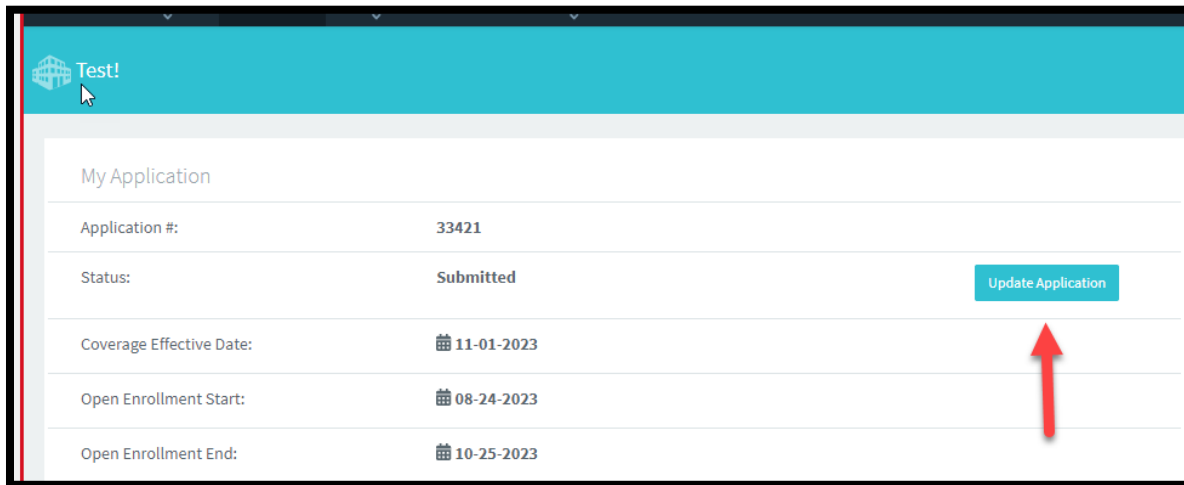 Test!
My Application
Application #: 33421
Status: Submitted Update Application
Coverage Effective Date: 11-01-2023
Open Enrollment Start: 08-24-2023
Open Enrollment End: 10-25-2023